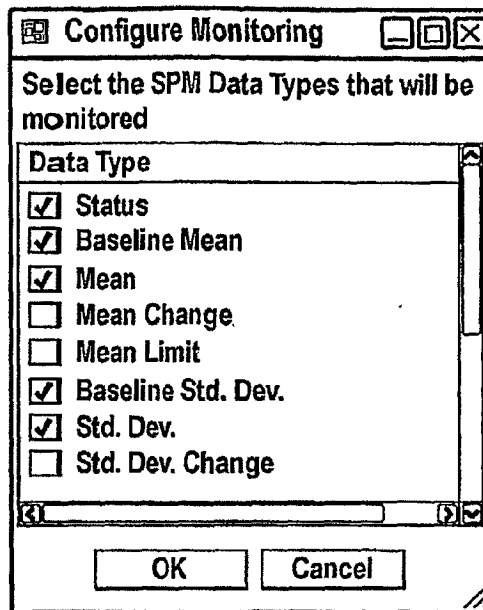 Configure Monitoring
Select the SPM Data Types that will be
monitored
Data Type
Status
Baseline Mean
Mean
Mean Change
Mean Limit
Baseline Std. Dev.
Std. Dev.
Std. Dev. Change
OK Cancel